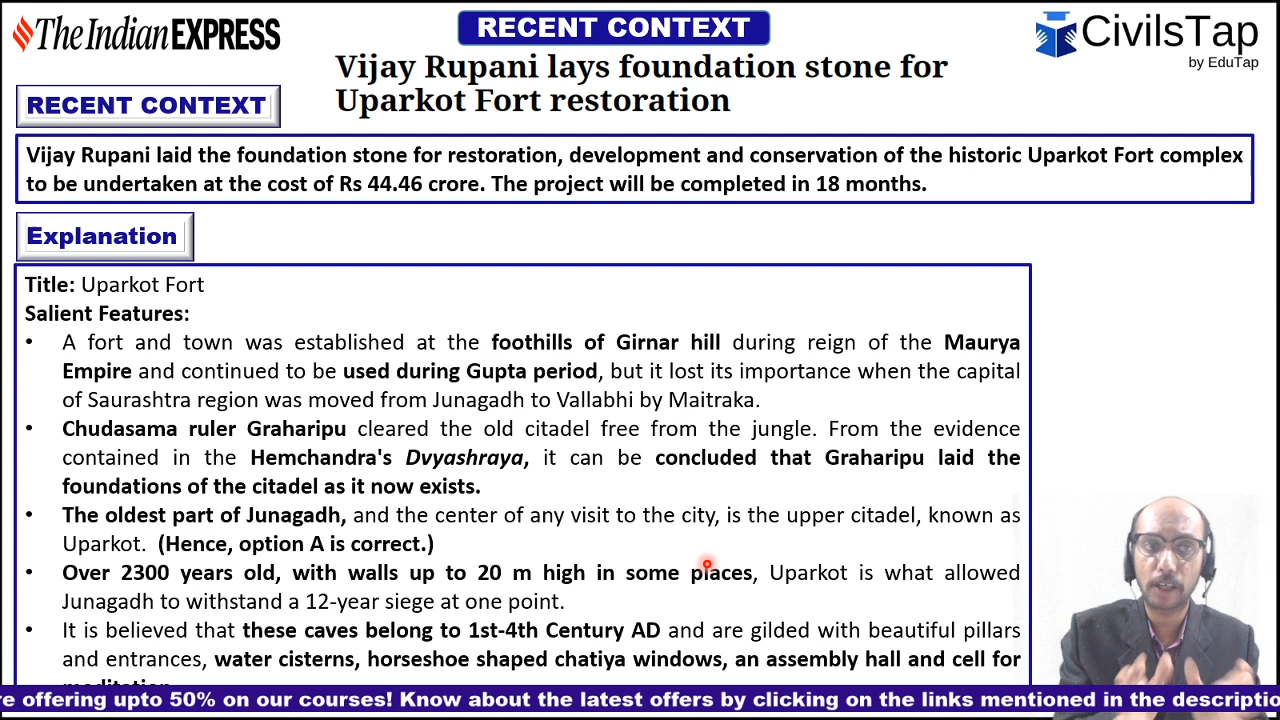 The Indian EXPRESS
RECENT CONTEXT
CivilsTap
by EduTap
Vijay Rupani lays foundation stone for
Uparkot Fort restoration
RECENT CONTEXT
Vijay Rupani laid the foundation stone for restoration, development and conservation of the historic Uparkot Fort complex
to be undertaken at the cost of Rs 44.46 crore. The project will be completed in 18 months.
Explanation
Title: Uparkot Fort
Salient Features:
• A fort and town was established at the foothills of Girnar hill during reign of the Maurya
Empire and continued to be used during Gupta period, but it lost its importance when the capital
of Saurashtra region was moved from Junagadh to Vallabhi by Maitraka.
• Chudasama ruler Graharipu cleared the old citadel free from the jungle. From the evidence
contained in the Hemchandra's Dvyashraya, it can be concluded that Graharipu laid the
foundations of the citadel as it now exists.
• The oldest part of Junagadh, and the center of any visit to the city, is the upper citadel, known as
Uparkot. (Hence, option A is correct.)
• Over 2300 years old, with walls up to 20 m high in some places, Uparkot is what allowed
Junagadh to withstand a 12-year siege at one point.
• It is believed that these caves belong to 1st-4th Century AD and are gilded with beautiful pillars
and entrances, water cisterns, horseshoe shaped chatiya windows, an assembly hall and cell for
meditation
re offering upto 50% on our courses! Know about the latest offers by clicking on the links mentioned in the descriptio